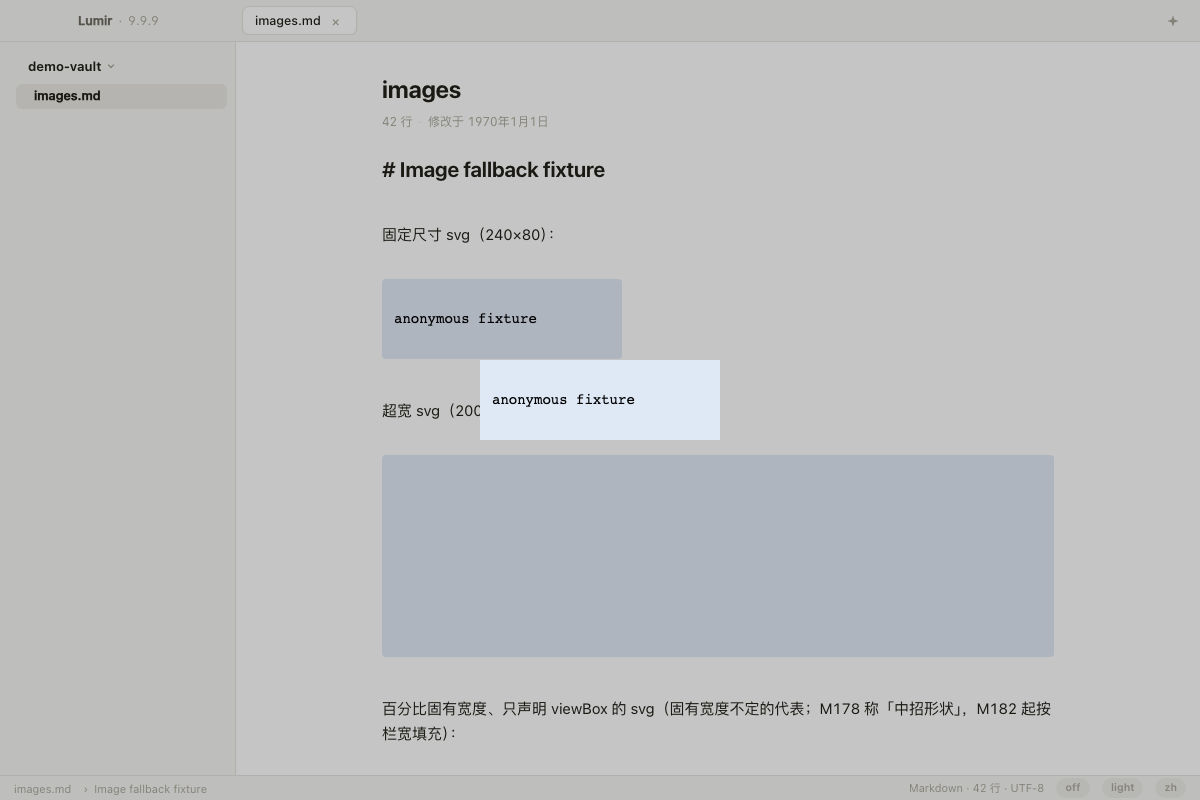 Lumir · 9.9.9
images.md ×
demo-vault
images.md
images
42 行 · 修改于 1970年1月1日
# Image fallback fixture
固定尺寸 svg（240×80）：
anonymous fixture
anonymous fixture
超宽 svg（200
百分比固有宽度、只声明 viewBox 的 svg（固有宽度不定的代表；M178 称「中招形状」，M182 起按
栏宽填充）：
images.md › Image fallback fixture
Markdown · 42 行 · UTF-8 off light zh